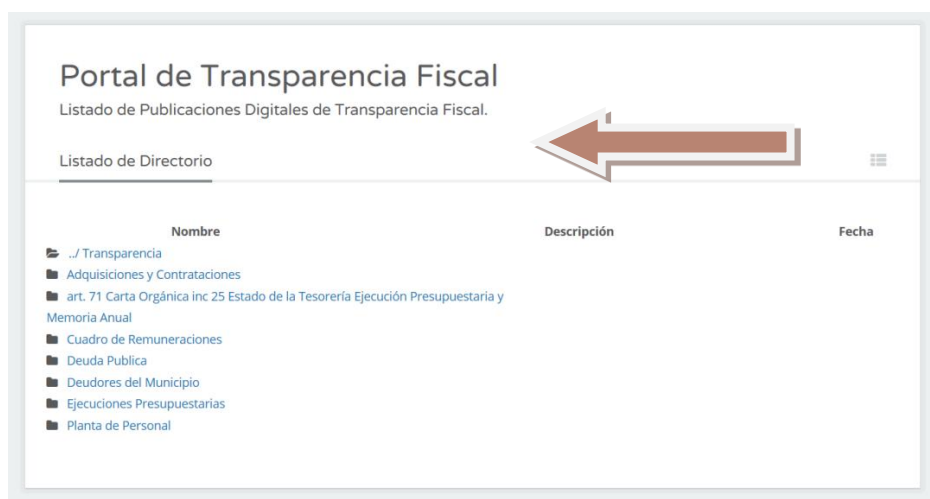 Portal de Transparencia Fiscal
Listado de Publicaciones Digitales de Transparencia Fiscal.
Listado de Directorio
Nombre Descripción Fecha
../ Transparencia
Adquisiciones y Contrataciones
art. 71 Carta Orgánica inc 25 Estado de la Tesorería Ejecución Presupuestaria y
Memoria Anual
Cuadro de Remuneraciones
Deuda Publica
Deudores del Municipio
Ejecuciones Presupuestarias
Planta de Personal